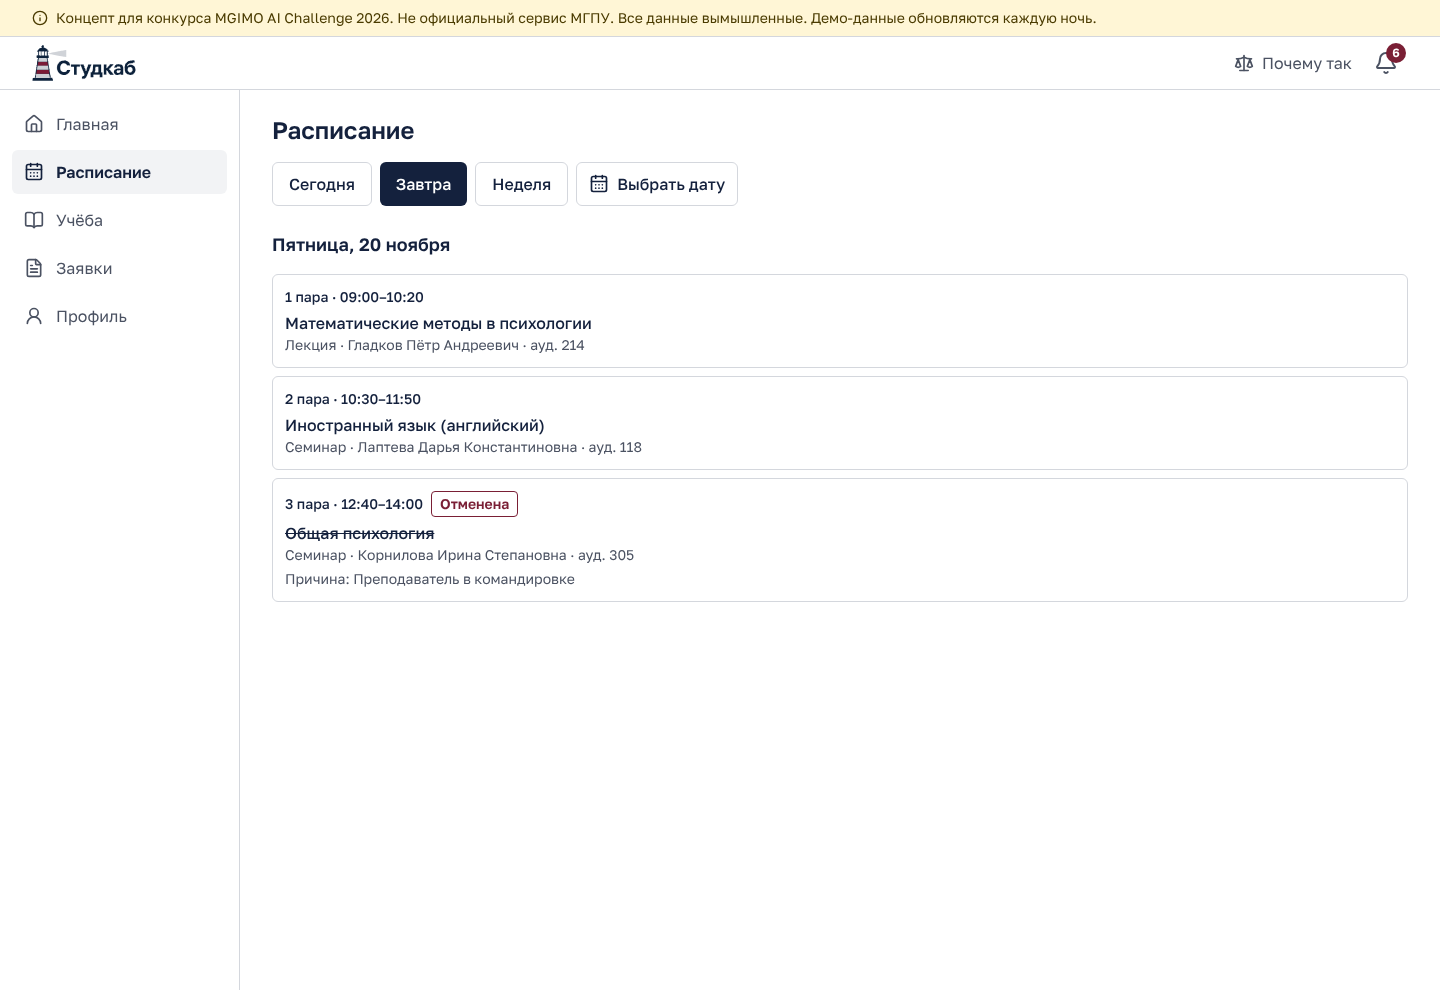 Концепт для конкурса MGIMO AI Challenge 2026. Не официальный сервис МГПУ. Все данные вымышленные. Демо-данные обновляются каждую ночь.
Студкаб
Почему так
6
Главная
Расписание
Учёба
Заявки
Профиль
Расписание
Сегодня
Завтра
Неделя
Выбрать дату
Пятница, 20 ноября
1 пара · 09:00–10:20
Математические методы в психологии
Лекция · Гладков Пётр Андреевич · ауд. 214
2 пара · 10:30–11:50
Иностранный язык (английский)
Семинар · Лаптева Дарья Константиновна · ауд. 118
3 пара · 12:40–14:00 Отменена
Общая психология
Семинар · Корнилова Ирина Степановна · ауд. 305
Причина: Преподаватель в командировке